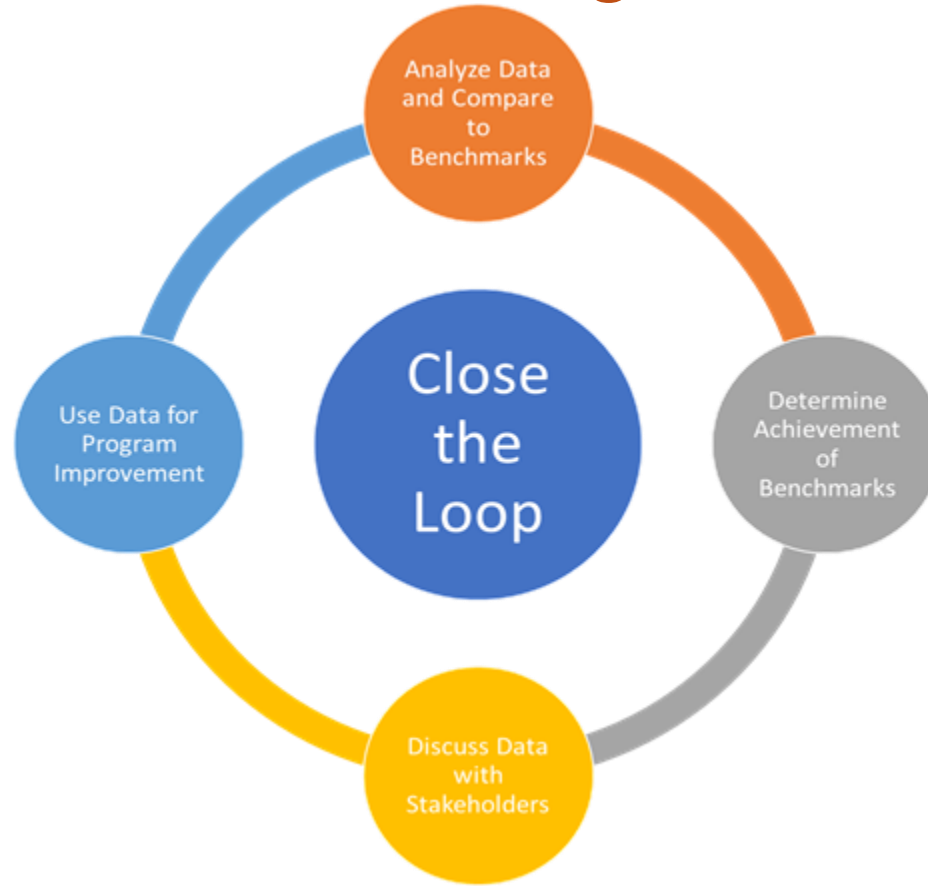 Analyze Data
and Compare
to
Benchmarks
Close
the
Loop
Use Data for
Program
Improvement
Determine
Achievement
of
Benchmarks
Discuss Data
with
Stakeholders